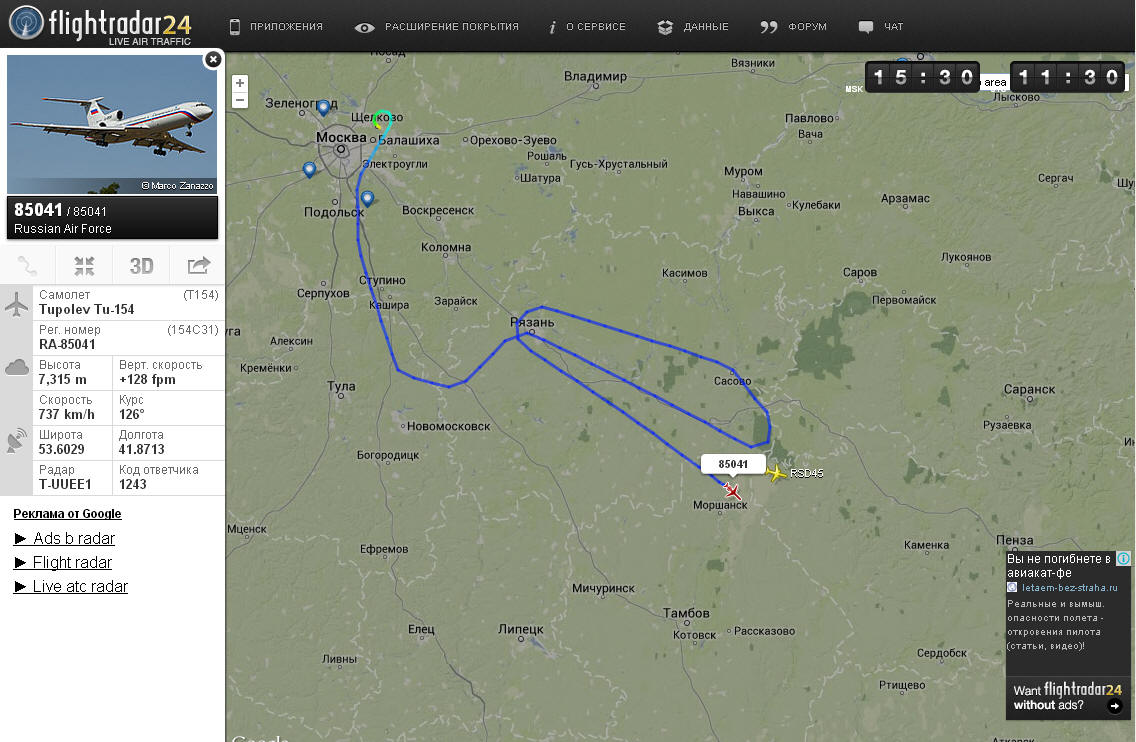 flightradar24
LIVE AIR TRAFFIC
ПРИЛОЖЕНИЯ
РАСШИРЕНИЕ ПОКРЫТИЯ
О СЕРВИСЕ
ДАННЫЕ
ФОРУМ
ЧАТ
© Marco Zanazzo
85041 / 85041
Russian Air Force
3D
Самолет (T154)
Tupolev Tu-154
Рег. номер (154C31)
RA-85041
Высота Верт. скорость
7,315 m +128 fpm
Скорость Курс
737 km/h 126°
Широта Долгота
53.6029 41.8713
Радар Код ответчика
T-UUEE1 1243
Реклама от Google
► Ads b radar
► Flight radar
► Live atc radar
+
−
MSK
15:30
area
11:30
Посад
Вязники
Владимир
Зеленоград
Щелково
Лысково
Павлово
Вача
Москва
Балашиха
Орехово-Зуево
Рошаль
Гусь-Хрустальный
Электроугли
Шатура
Муром
Сергач
Навашино
Кулебаки
Арзамас
Выкса
Подольск
Воскресенск
Коломна
Лукоянов
Ступино
Касимов
Саров
Серпухов
Кашира
Зарайск
Первомайск
Рязань
Алексин
Кремёнки
Тула
Сасово
Саранск
Новомосковск
Рузаевка
Богородицк
85041
RSD45
Моршанск
Мценск
Ефремов
Каменка
Пенза
Мичуринск
Тамбов
Котовск
Рассказово
Елец
Липецк
Ливны
Сердобск
Ртищево
Аткарск
Google
Вы не погибнете в
авиакат-фе
letaem-bez-straha.ru
Реальные и вымыш.
опасности полета -
откровения пилота
(статьи, видео)!
Want flightradar24
without ads?